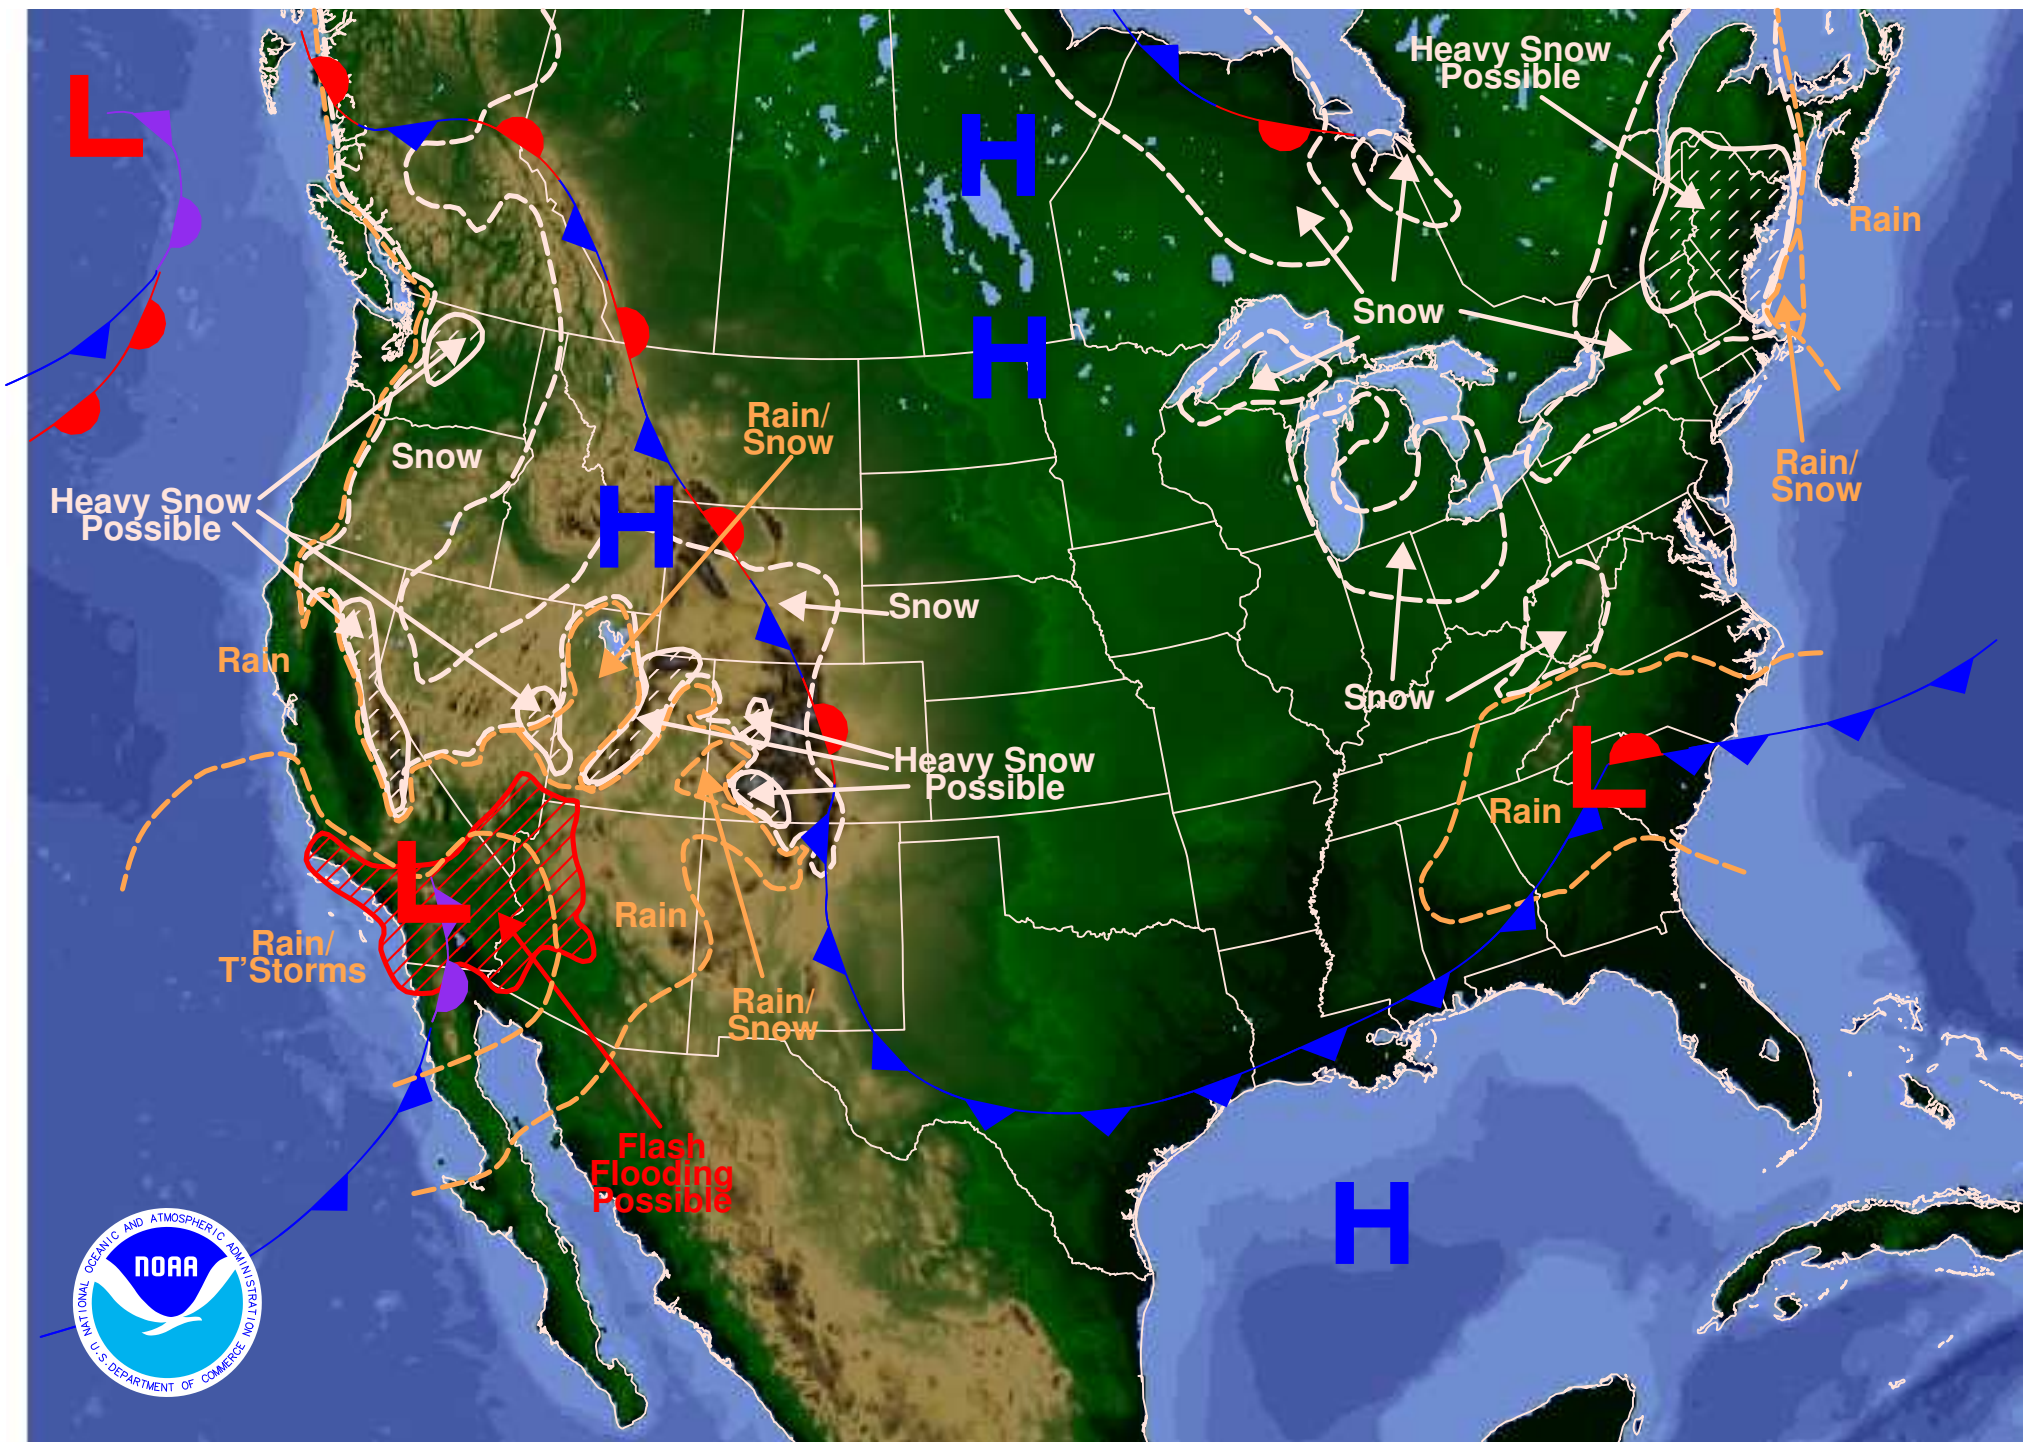 L
Heavy Snow
Possible
H
Rain
H
Snow
Rain/
Snow
Snow
Rain/
Snow
Heavy Snow
Possible
H
Snow
Rain
Snow
Heavy Snow
Possible
L
Rain
L
Rain
Rain/
T'Storms
Rain/
Snow
Flash
Flooding
Possible
H
NATIONAL OCEANIC AND ATMOSPHERIC ADMINISTRATION
NOAA
U.S. DEPARTMENT OF COMMERCE